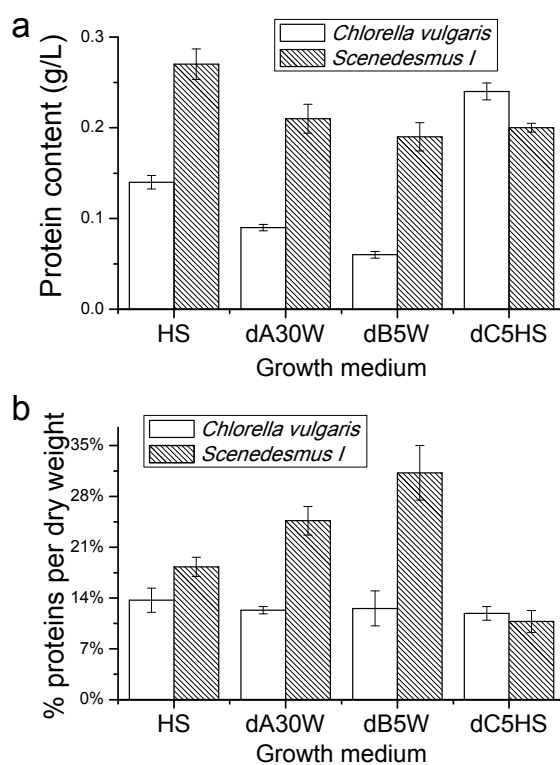 a
Protein content (g/L)
0.3
0.2
0.1
0.0
Chlorella vulgaris
Scenedesmus I
HS dA30W dB5W dC5HS
Growth medium
b
% proteins per dry weight
35%
28%
21%
14%
7%
0%
Chlorella vulgaris
Scenedesmus I
HS dA30W dB5W dC5HS
Growth medium